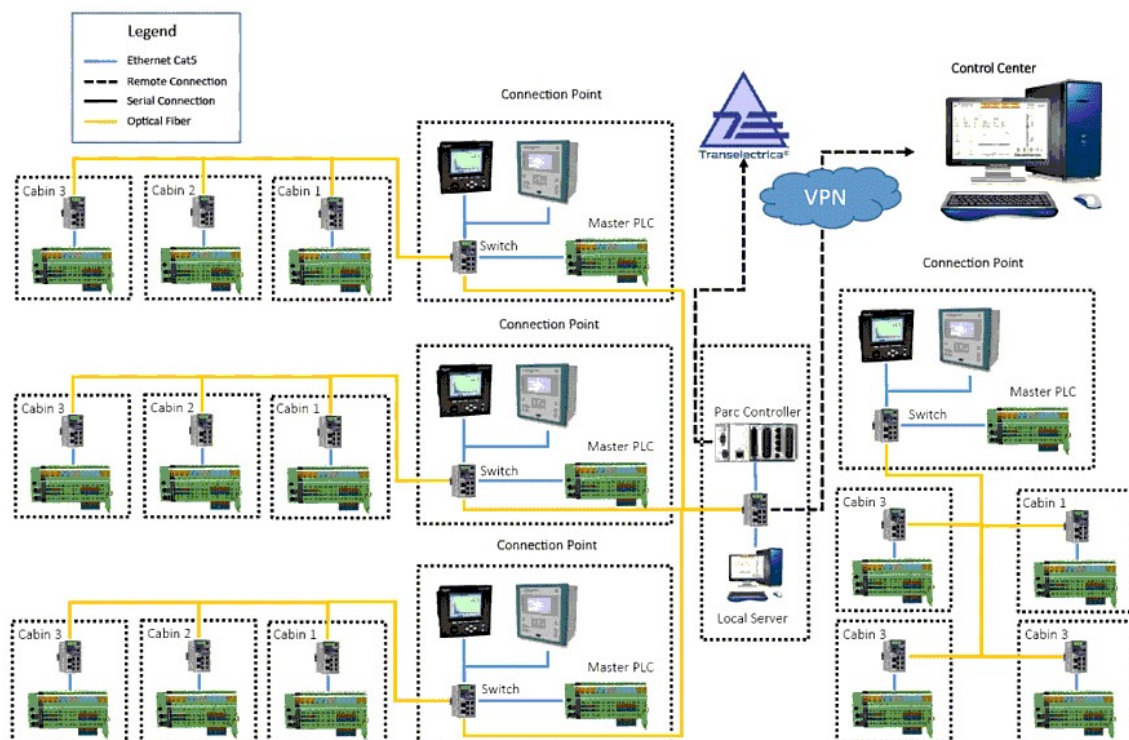 Legend
Ethernet Cat5
Remote Connection
Serial Connection
Optical Fiber
Connection Point
Transelectrica®
Control Center
VPN
Cabin 3
Cabin 2
Cabin 1
Switch
Master PLC
Connection Point
Connection Point
Cabin 3
Cabin 2
Cabin 1
Switch
Master PLC
Parc Controller
Switch
Master PLC
Connection Point
Local Server
Cabin 3
Cabin 1
Cabin 3
Cabin 2
Cabin 1
Switch
Master PLC
Cabin 3
Cabin 3